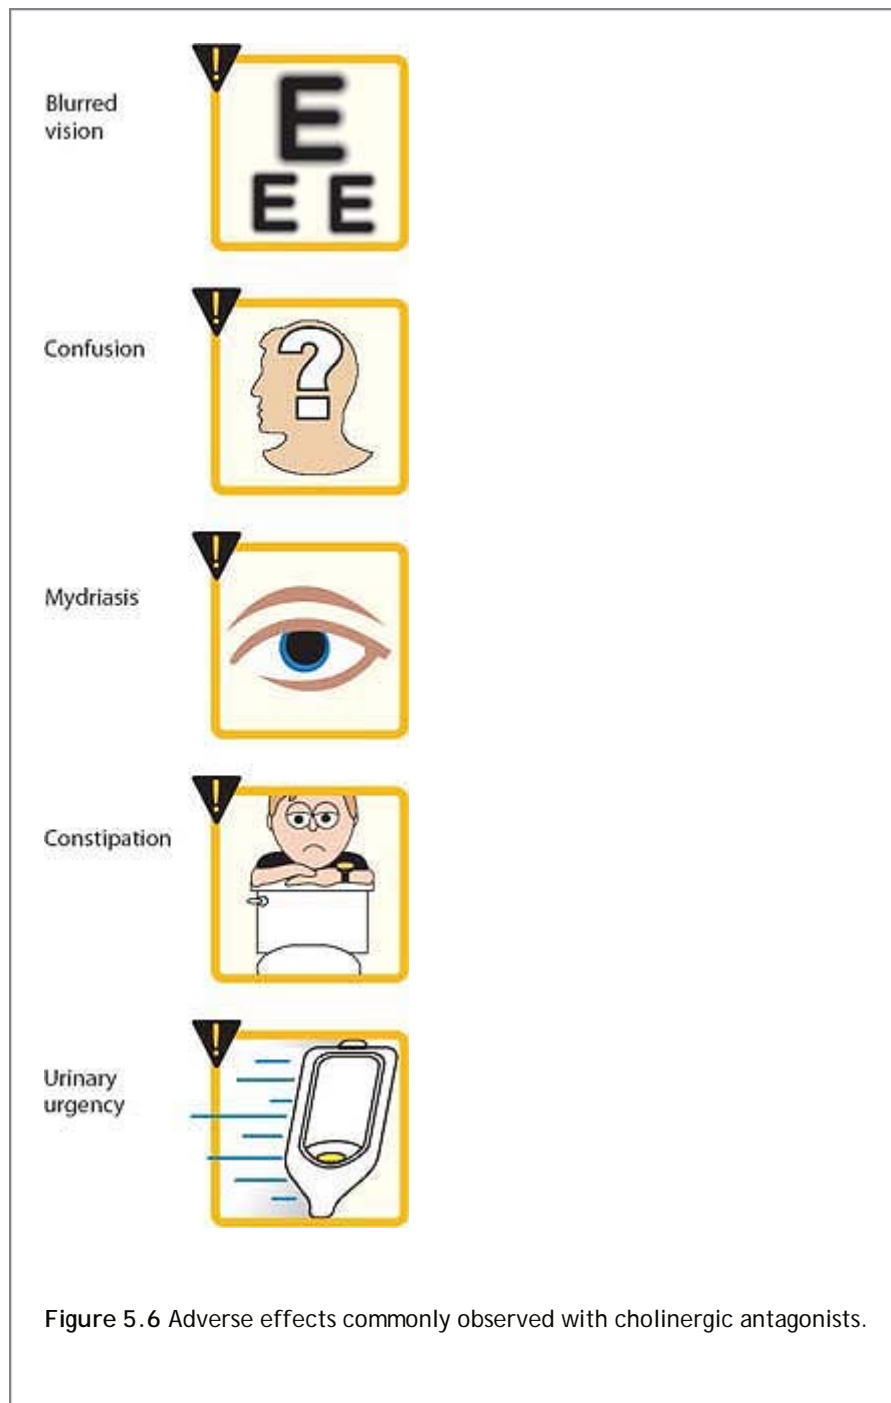 Blurred
vision
!
E
E E
Confusion
!
?
Mydriasis
!
Constipation
!
Urinary
urgency
!
Figure 5.6 Adverse effects commonly observed with cholinergic antagonists.